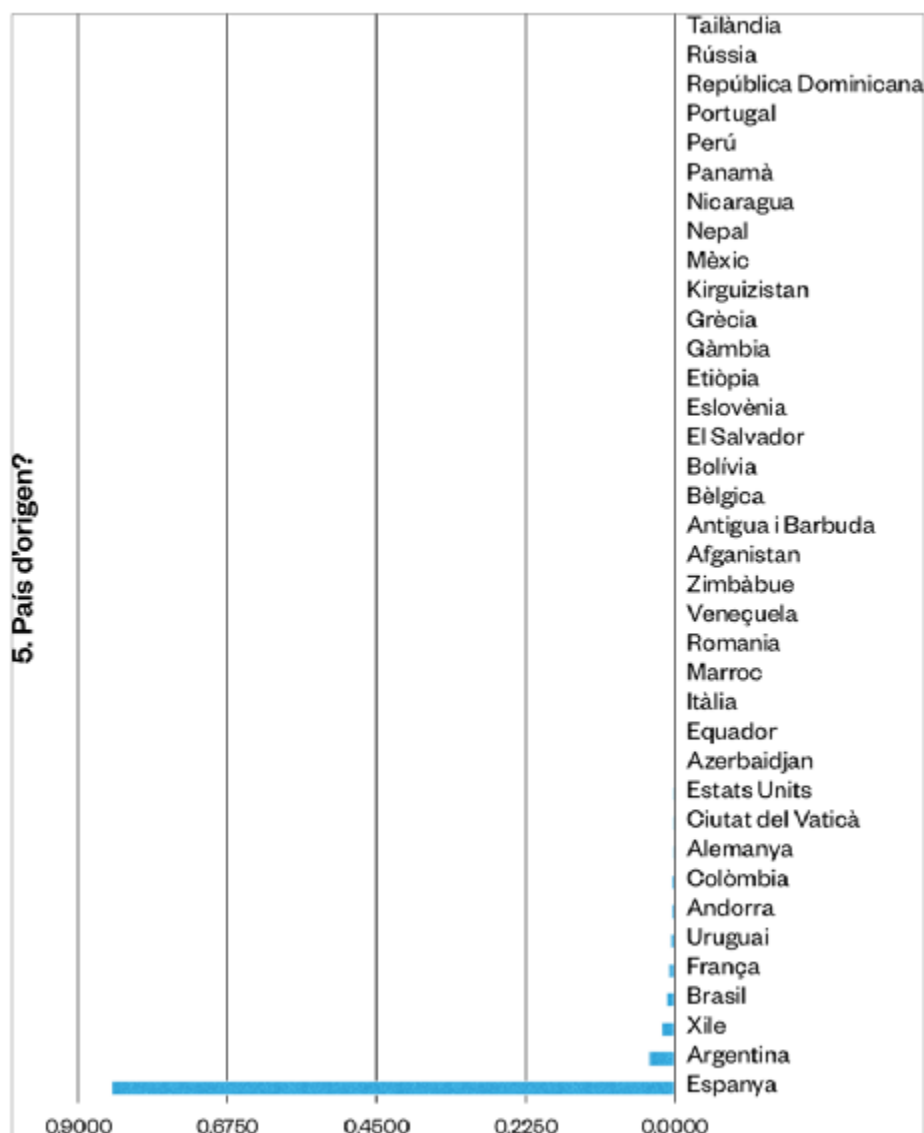 Tailàndia
Rússia
República Dominicana
Portugal
Perú
Panamà
Nicaragua
Nepal
Mèxic
Kirguizistan
Grècia
Gàmbia
Etiòpia
Eslovènia
El Salvador
Bolívia
Bèlgica
Antigua i Barbuda
Afganistan
Zimbàbue
Veneçuela
Romania
Marroc
Itàlia
Equador
Azerbaidjan
Estats Units
Ciutat del Vaticà
Alemanya
Colòmbia
Andorra
Uruguai
França
Brasil
Xile
Argentina
Espanya
5. País d'origen?
0.9000 0.6750 0.4500 0.2250 0.00000